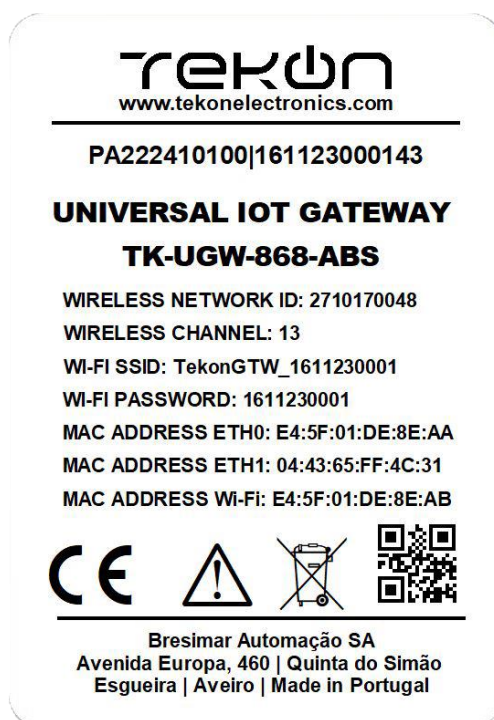 TEKON
www.tekonelectronics.com
PA222410100|161123000143
UNIVERSAL IOT GATEWAY
TK-UGW-868-ABS
WIRELESS NETWORK ID: 2710170048
WIRELESS CHANNEL: 13
WI-FI SSID: TekonGTW_1611230001
WI-FI PASSWORD: 1611230001
MAC ADDRESS ETH0: E4:5F:01:DE:8E:AA
MAC ADDRESS ETH1: 04:43:65:FF:4C:31
MAC ADDRESS Wi-Fi: E4:5F:01:DE:8E:AB
CE
Bresimar Automação SA
Avenida Europa, 460 | Quinta do Simão
Esgueira | Aveiro | Made in Portugal